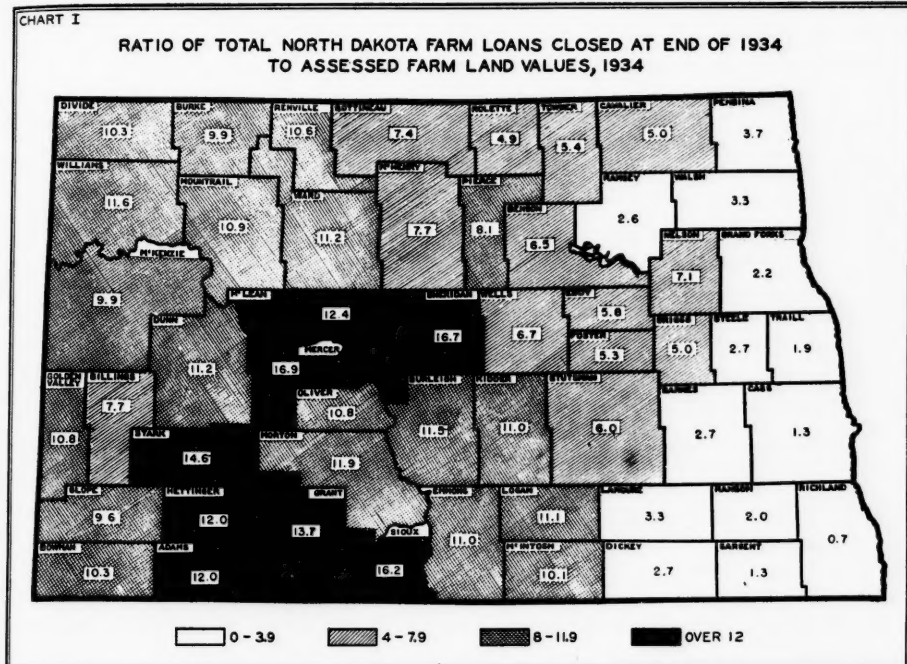 CHART I
RATIO OF TOTAL NORTH DAKOTA FARM LOANS CLOSED AT END OF 1934
TO ASSESSED FARM LAND VALUES, 1934
DIVIDE BURKE RENVILLE BOTTINEAU ROLETTE TOWNER CAVALIER PEMBINA
10.3 9.9 10.6 7.4 4.9 5.4 5.0 3.7
WILLIAMS MOUNTRAIL WARD McHENRY PIERCE BENSON RAMSEY WALSH
11.6 10.9 11.2 7.7 8.1 6.5 2.6 3.3
McKENZIE NELSON GRAND FORKS
9.9 7.1 2.2
DUNN McLEAN SHERIDAN WELLS EDDY
11.2 12.4 16.7 6.7 5.8
MERCER FOSTER GRIGGS STEELE TRAILL
16.9 5.3 5.0 2.7 1.9
GOLDEN VALLEY BILLINGS OLIVER BURLEIGH KIDDER STUTSMAN BARNES CASS
10.8 7.7 10.8 11.5 11.0 6.0 2.7 1.3
STARK MORTON
14.6 11.9
SLOPE HETTINGER GRANT EMMONS LOGAN LAMOURE RANSOM RICHLAND
9.6 12.0 13.7 11.0 11.1 3.3 2.0 0.7
BOWMAN ADAMS SIOUX McINTOSH DICKEY SARGENT
10.3 12.0 16.2 10.1 2.7 1.3
0-3.9 4-7.9 8-11.9 OVER 12